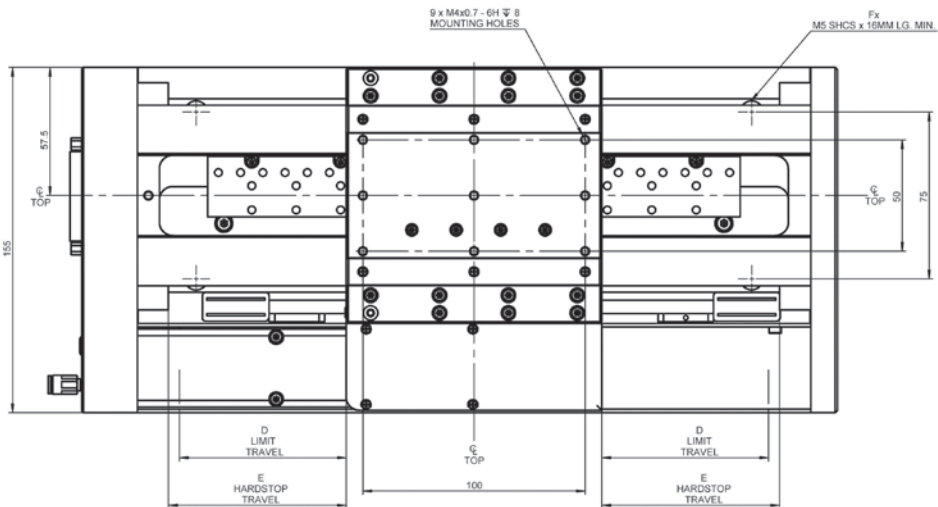 9 x M4x0.7 - 6H ↧ 8
MOUNTING HOLES
Fx
M5 SHCS x 16MM LG. MIN.
57.5
155
℄
TOP
℄
TOP
50
75
D
LIMIT
TRAVEL
E
HARDSTOP
TRAVEL
℄
TOP
100
D
LIMIT
TRAVEL
E
HARDSTOP
TRAVEL